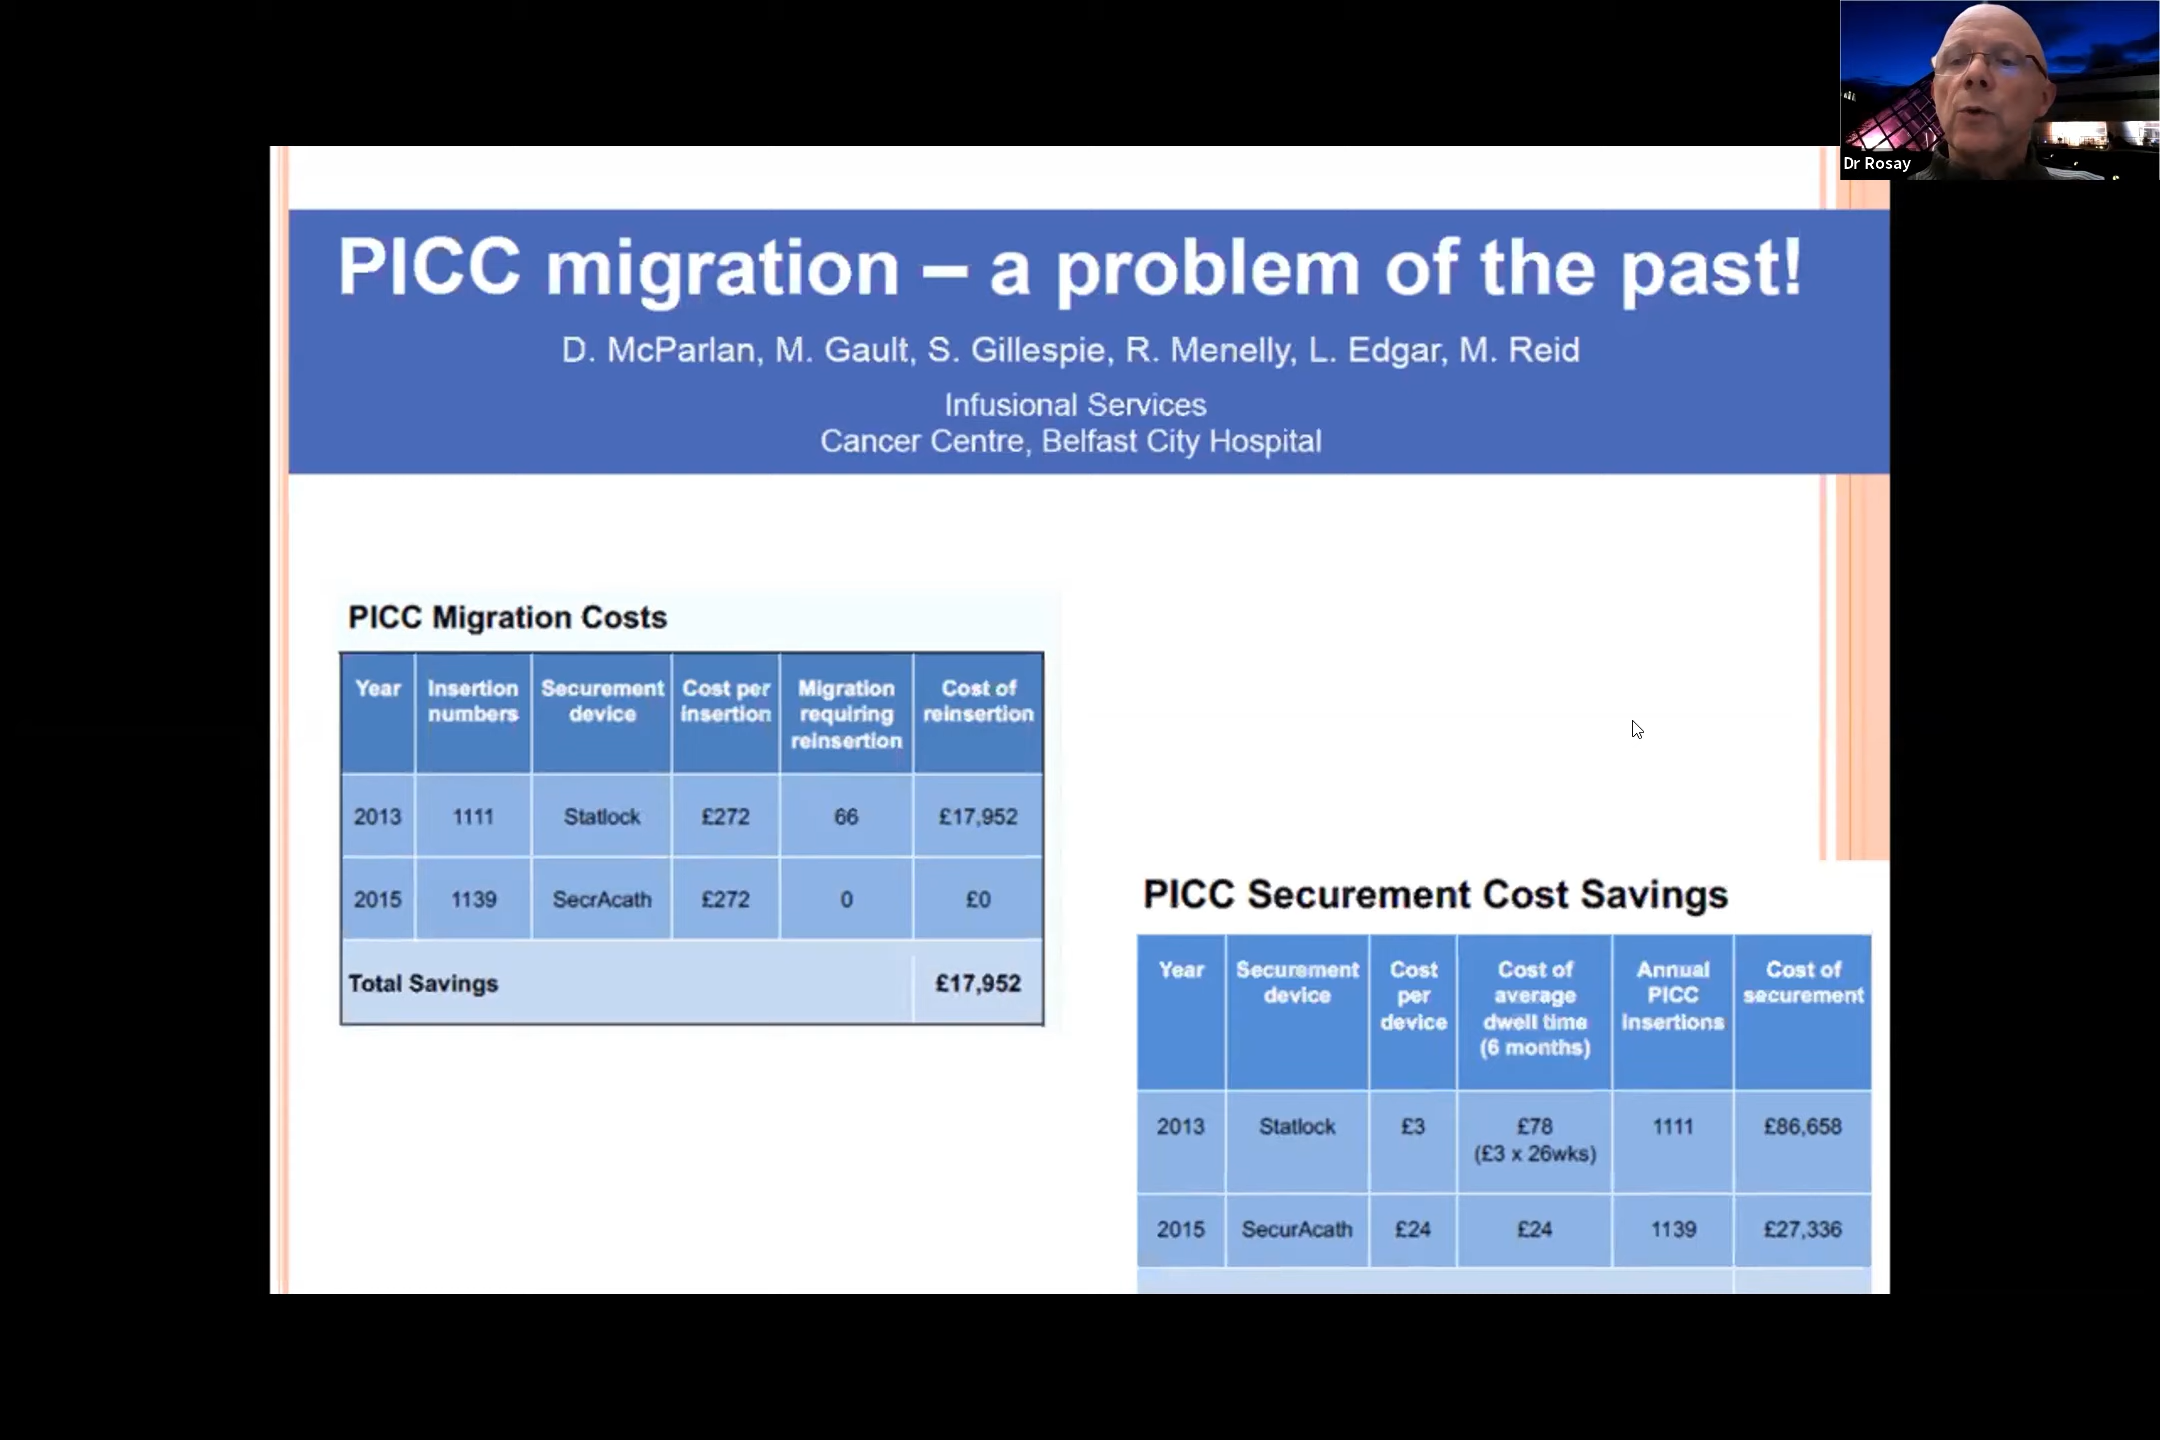 Dr Rosay
PICC migration – a problem of the past!
D. McParlan, M. Gault, S. Gillespie, R. Menelly, L. Edgar, M. Reid
Infusional Services
Cancer Centre, Belfast City Hospital
PICC Migration Costs
Year Insertion numbers Securement device Cost per insertion Migration requiring reinsertion Cost of reinsertion
2013 1111 Statlock £272 66 £17,952
2015 1139 SecrAcath £272 0 £0
Total Savings £17,952
PICC Securement Cost Savings
Year Securement device Cost per device Cost of average dwell time (6 months) Annual PICC insertions Cost of securement
2013 Statlock £3 £78 (£3 x 26wks) 1111 £86,658
2015 SecurAcath £24 £24 1139 £27,336